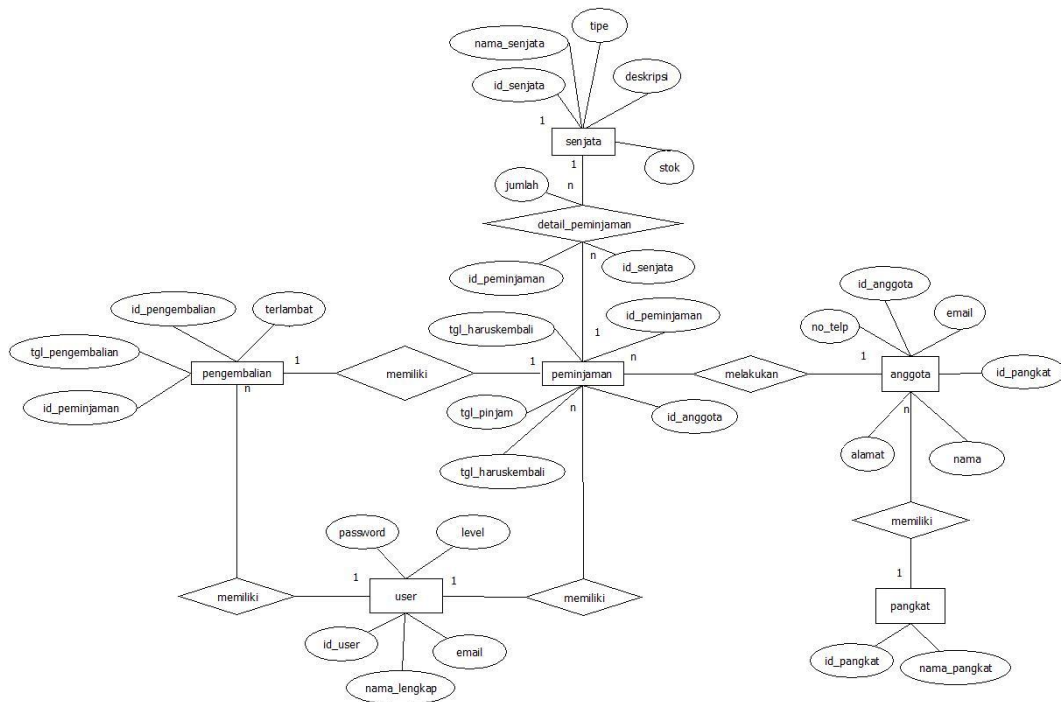 tipe
nama_senjata
deskripsi
id_senjata
1
senjata
1
stok
n
jumlah
detail_peminjaman
id_senjata
n
id_peminjaman
id_anggota
id_pengembalian
terlambat
id_peminjaman
email
tgl_haruskembali
no_telp
1
tgl_pengembalian
n
1
1
1
pengembalian
memiliki
peminjaman
melakukan
anggota
id_pangkat
n
id_peminjaman
tgl_pinjam
id_anggota
n
n
alamat
nama
tgl_haruskembali
memiliki
password
level
1
1
1
memiliki
user
memiliki
pangkat
id_user
email
id_pangkat
nama_pangkat
nama_lengkap